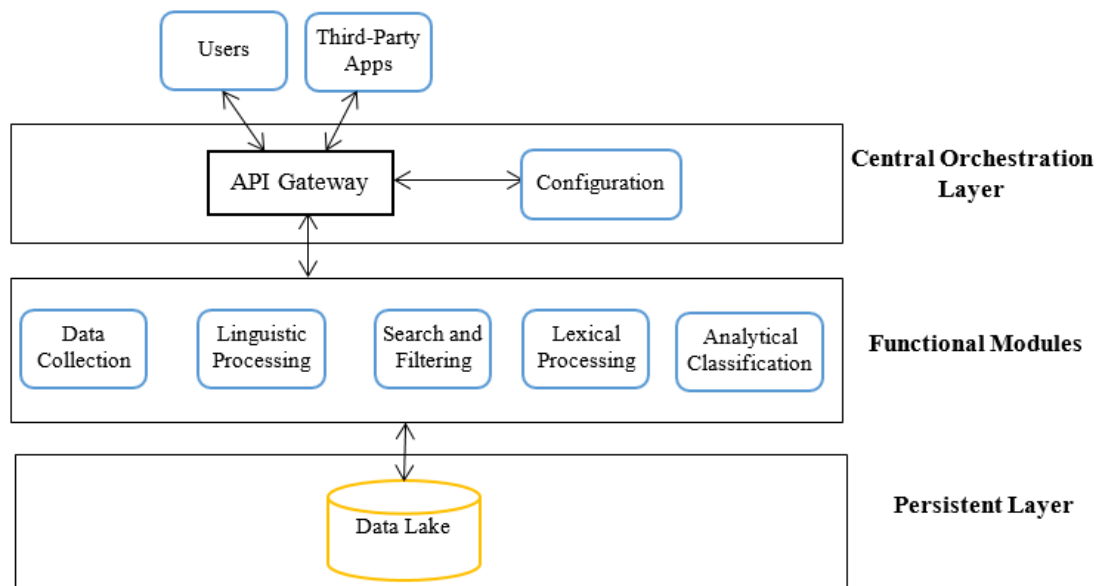 Users
Third-Party
Apps
API Gateway
Configuration
Central Orchestration
Layer
Data
Collection
Linguistic
Processing
Search and
Filtering
Lexical
Processing
Analytical
Classification
Functional Modules
Data Lake
Persistent Layer